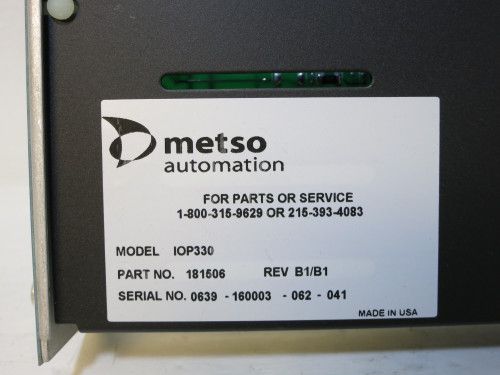 metso
automation
FOR PARTS OR SERVICE
1-800-315-9629 OR 215-393-4083
MODEL IOP330
PART NO. 181506 REV B1/B1
SERIAL NO. 0639 - 160003 - 062 - 041
MADE IN USA